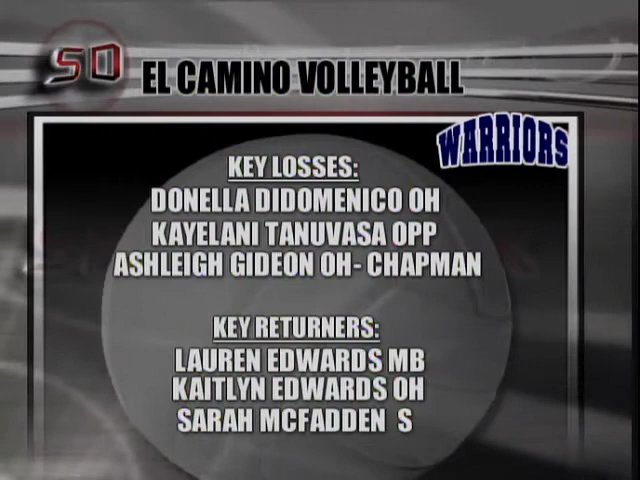 SD
EL CAMINO VOLLEYBALL
WARRIORS
KEY LOSSES:
DONELLA DIDOMENICO OH
KAYELANI TANUVASA OPP
ASHLEIGH GIDEON OH- CHAPMAN
KEY RETURNERS:
LAUREN EDWARDS MB
KAITLYN EDWARDS OH
SARAH MCFADDEN S